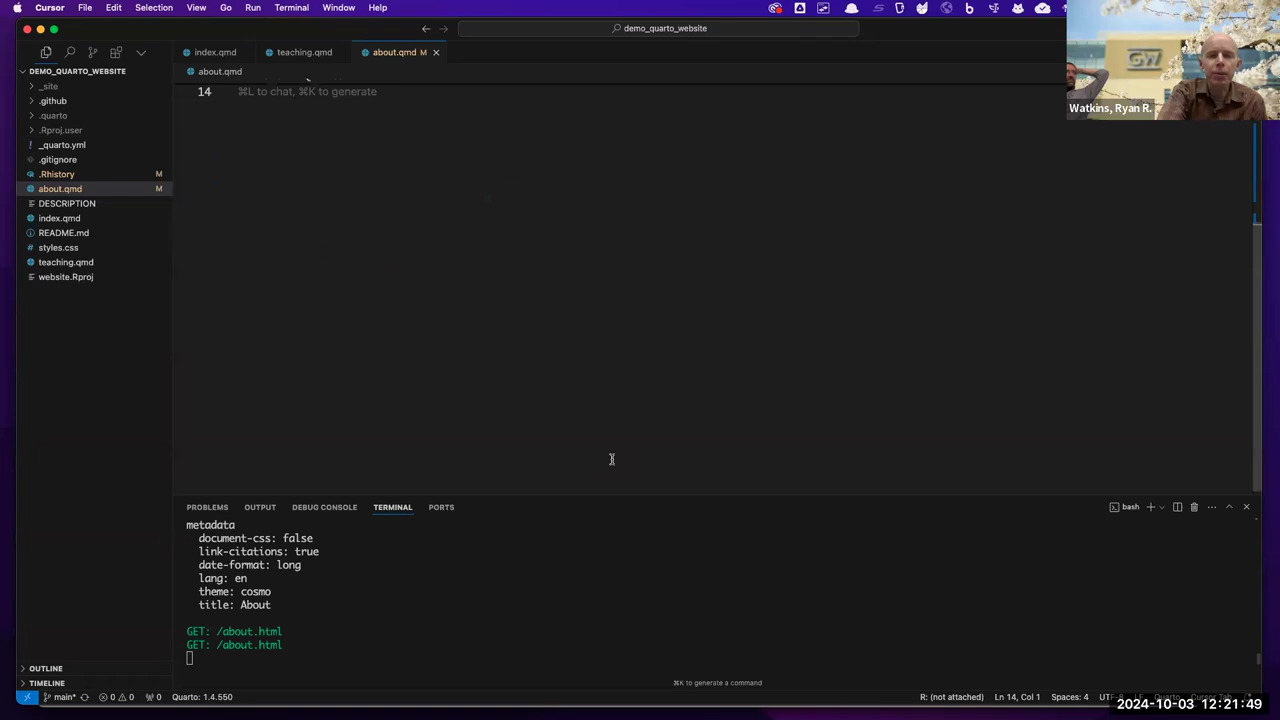 Cursor File Edit Selection View Go Run Terminal Window Help
demo_quarto_website
index.qmd teaching.qmd about.qmd M
about.qmd
DEMO_QUARTO_WEBSITE
_site
.github
.quarto
.Rproj.user
_quarto.yml
.gitignore
.Rhistory M
about.qmd M
DESCRIPTION
index.qmd
README.md
styles.css
teaching.qmd
website.Rproj
OUTLINE
TIMELINE
14 ⌘L to chat, ⌘K to generate
GW
Watkins, Ryan R.
PROBLEMS OUTPUT DEBUG CONSOLE TERMINAL PORTS
bash
metadata
document-css: false
link-citations: true
date-format: long
lang: en
theme: cosmo
title: About
GET: /about.html
GET: /about.html
⌘K to generate a command
main* 0 0 0 Quarto: 1.4.550 R: (not attached) Ln 14, Col 1 Spaces: 4
2024-10-03 12:21:49